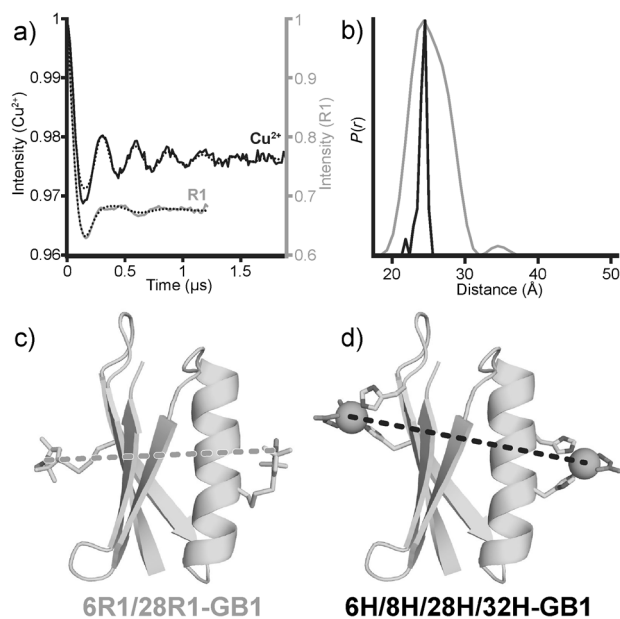 a)
Intensity (Cu²⁺)
1
0.99
0.98
0.97
0.96
0 0.5 1 1.5
Time (µs)
Cu²⁺
R1
1
0.9
0.8
0.7
0.6
Intensity (R1)
b)
P(r)
20 30 40 50
Distance (Å)
c)
6R1/28R1-GB1
d)
6H/8H/28H/32H-GB1